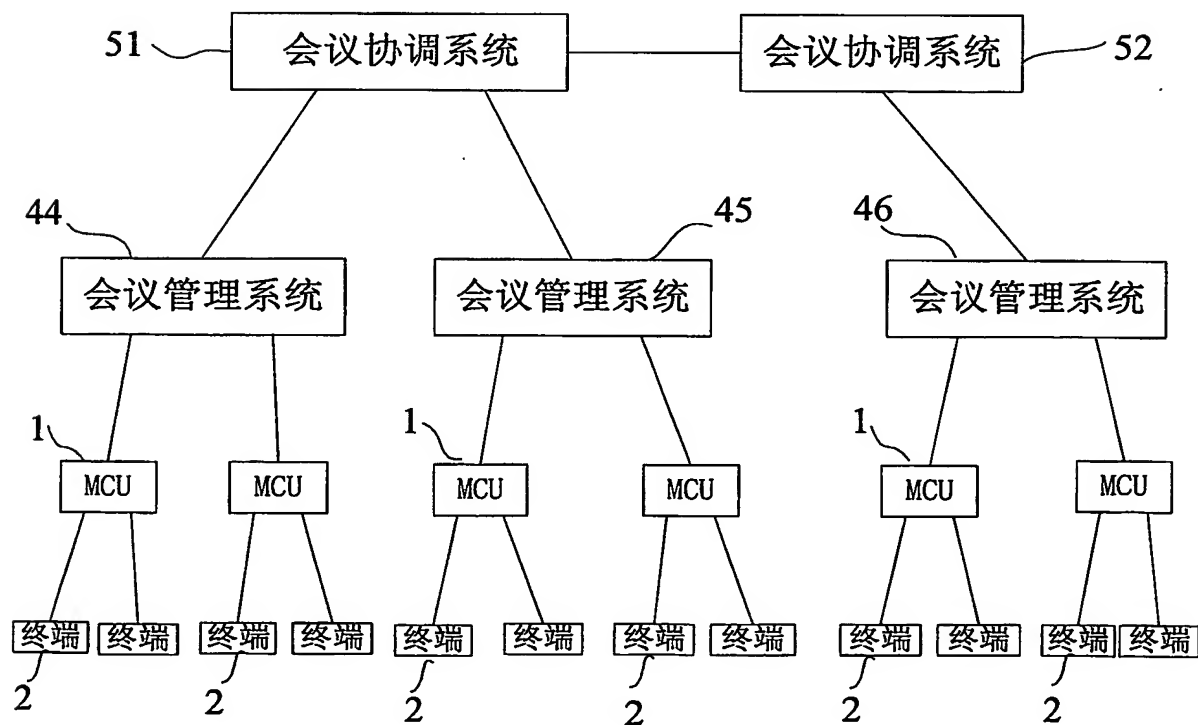 51 会议协调系统 会议协调系统 52
44 45 46
会议管理系统 会议管理系统 会议管理系统
1 1 1
MCU MCU MCU MCU MCU MCU
终端 终端 终端 终端 终端 终端 终端 终端 终端 终端 终端 终端
2 2 2 2 2 2